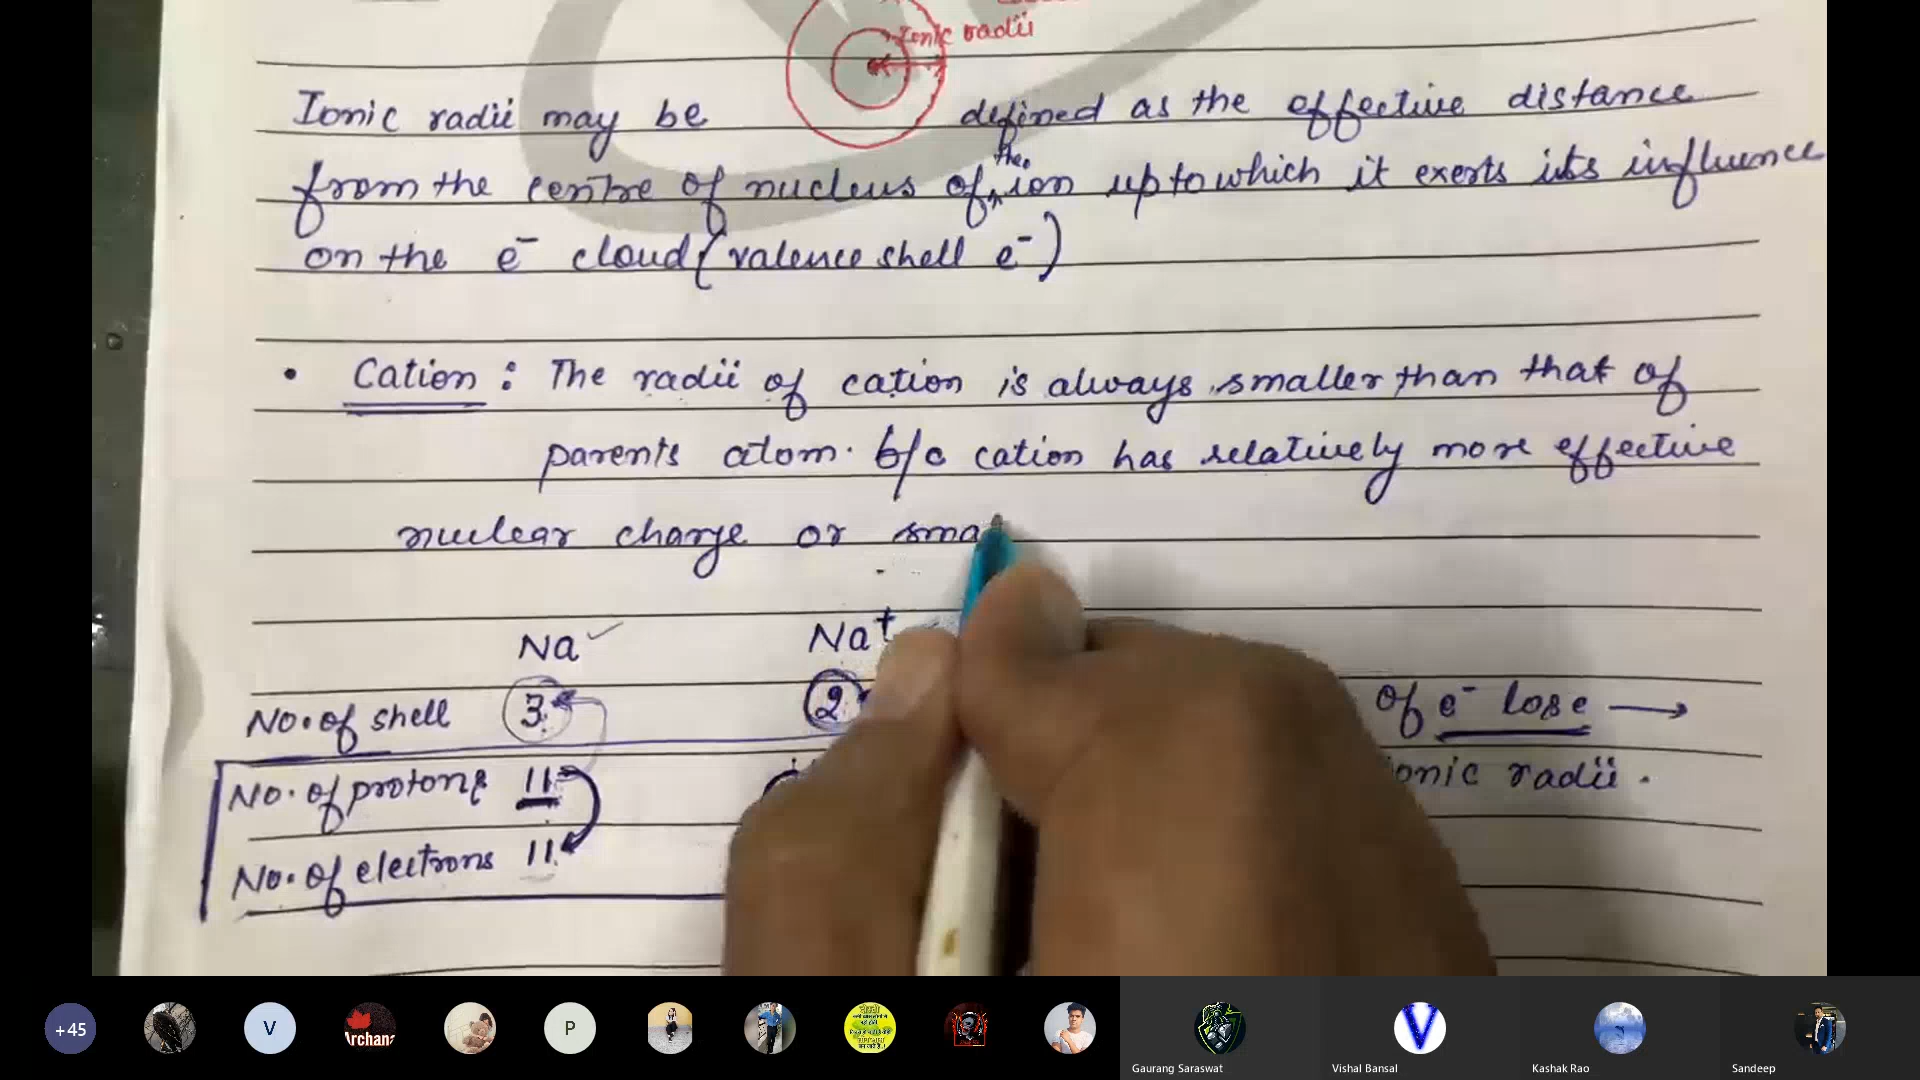 Ionic radii
Ionic radii may be defined as the effective distance
from the centre of nucleus of the ion upto which it exerts its influence
on the e⁻ cloud (valence shell e⁻)
• Cation : The radii of cation is always smaller than that of
parents atom. b/c cation has relatively more effective
nuclear charge or sma
Na Na⁺
No. of shell 3 2 of e⁻ lose →
No. of protons 11 onic radii .
No. of electrons 11
+45 V Archana P
Gaurang Saraswat Vishal Bansal Kashak Rao Sandeep